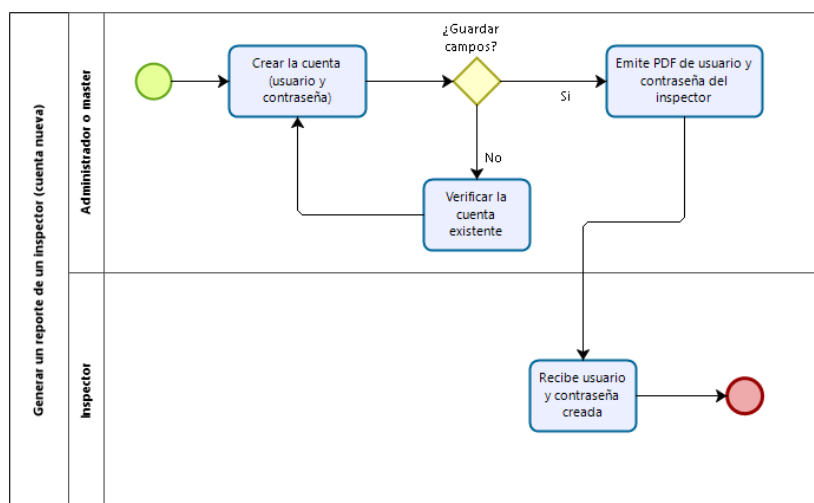 Generar un reporte de un inspector (cuenta nueva)
Administrador o master
Crear la cuenta
(usuario y
contraseña)
¿Guardar
campos?
Si
Emite PDF de usuario y
contraseña del
inspector
No
Verificar la
cuenta
existente
Inspector
Recibe usuario
y contraseña
creada